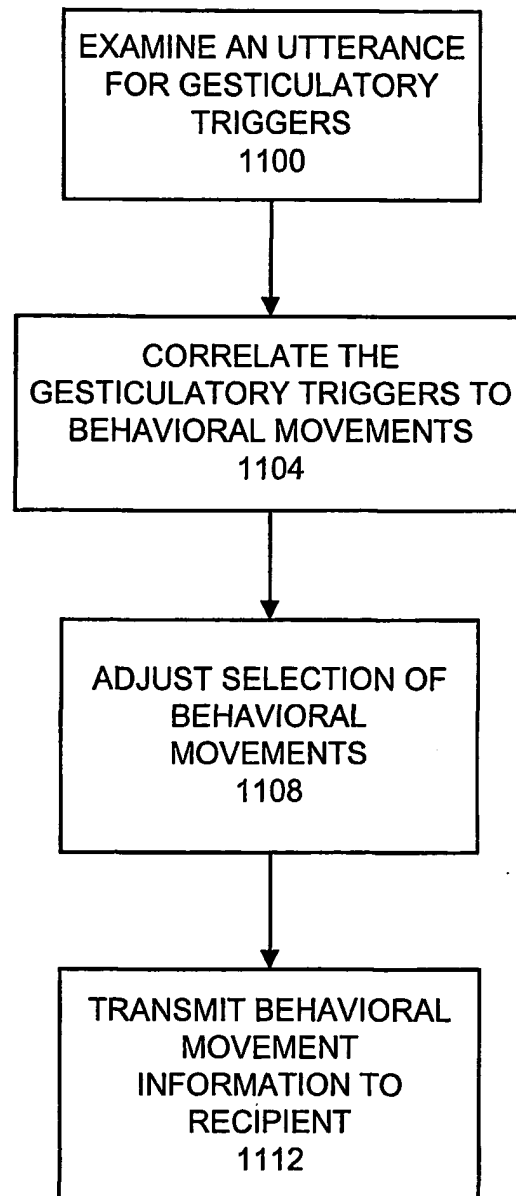 EXAMINE AN UTTERANCE
FOR GESTICULATORY
TRIGGERS
1100
CORRELATE THE
GESTICULATORY TRIGGERS TO
BEHAVIORAL MOVEMENTS
1104
ADJUST SELECTION OF
BEHAVIORAL
MOVEMENTS
1108
TRANSMIT BEHAVIORAL
MOVEMENT
INFORMATION TO
RECIPIENT
1112